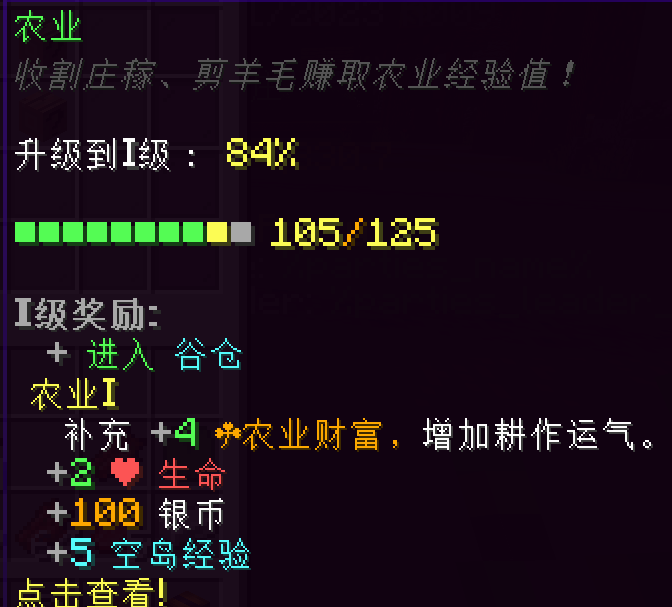 农业
收割庄稼、剪羊毛赚取农业经验值！
升级到I级： 84%
105/125
I级奖励:
+ 进入 谷仓
农业I
补充 +4 ☘农业财富，增加耕作运气。
+2 ❤ 生命
+100 银币
+5 空岛经验
点击查看!